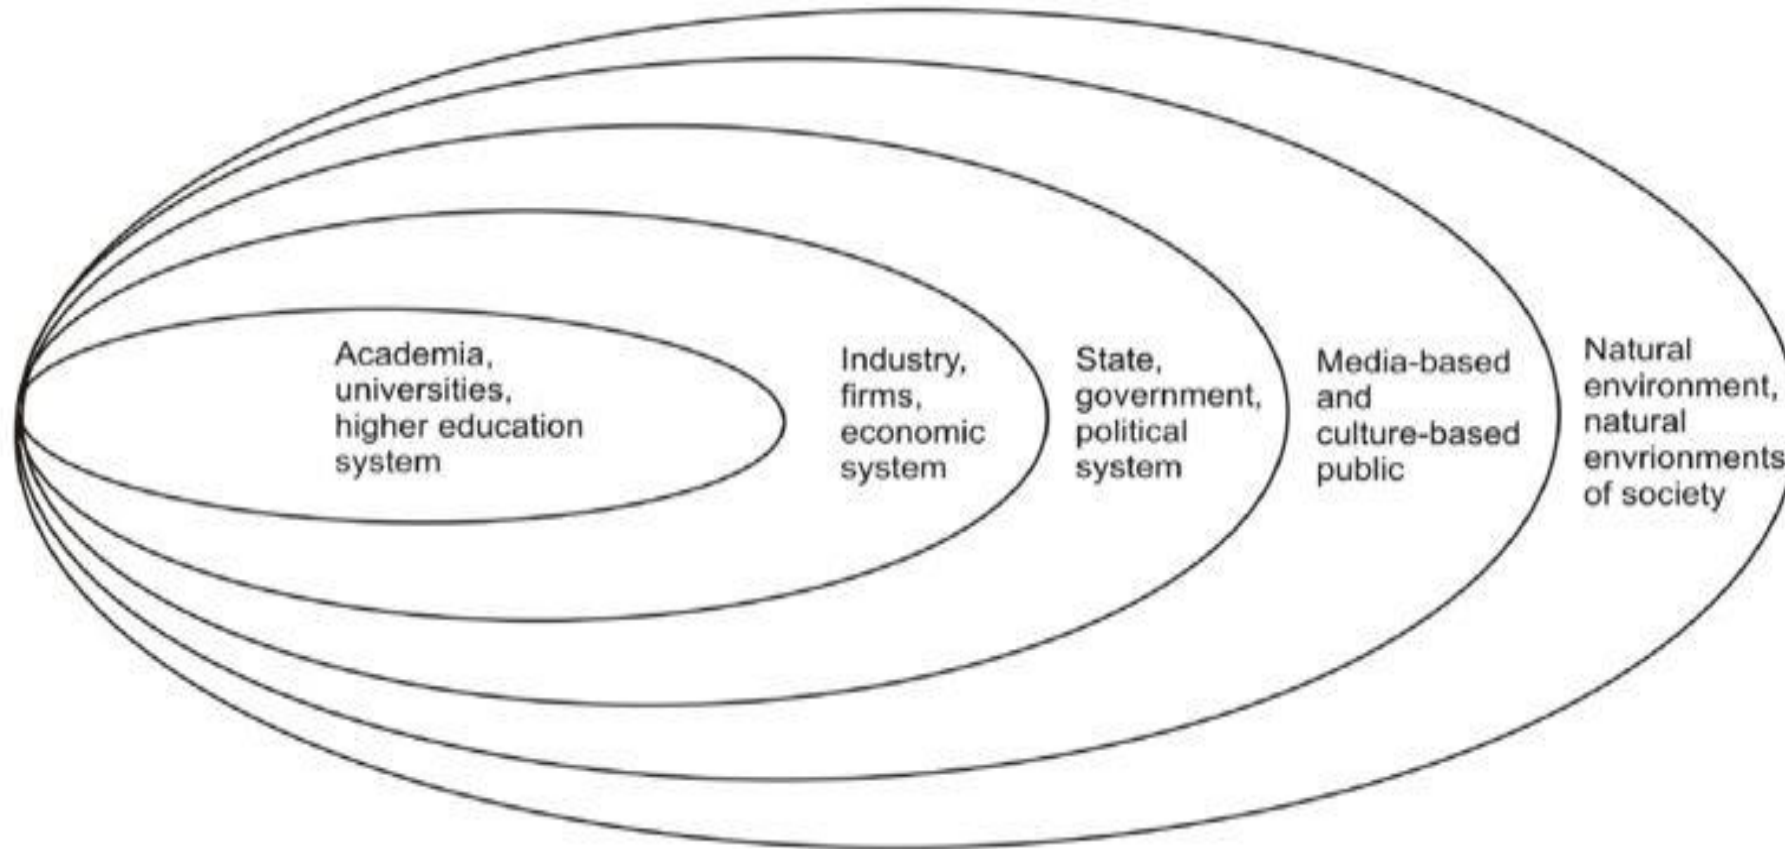 Academia,
universities,
higher education
system
Industry,
firms,
economic
system
State,
government,
political
system
Media-based
and
culture-based
public
Natural
environment,
natural
envrionments
of society